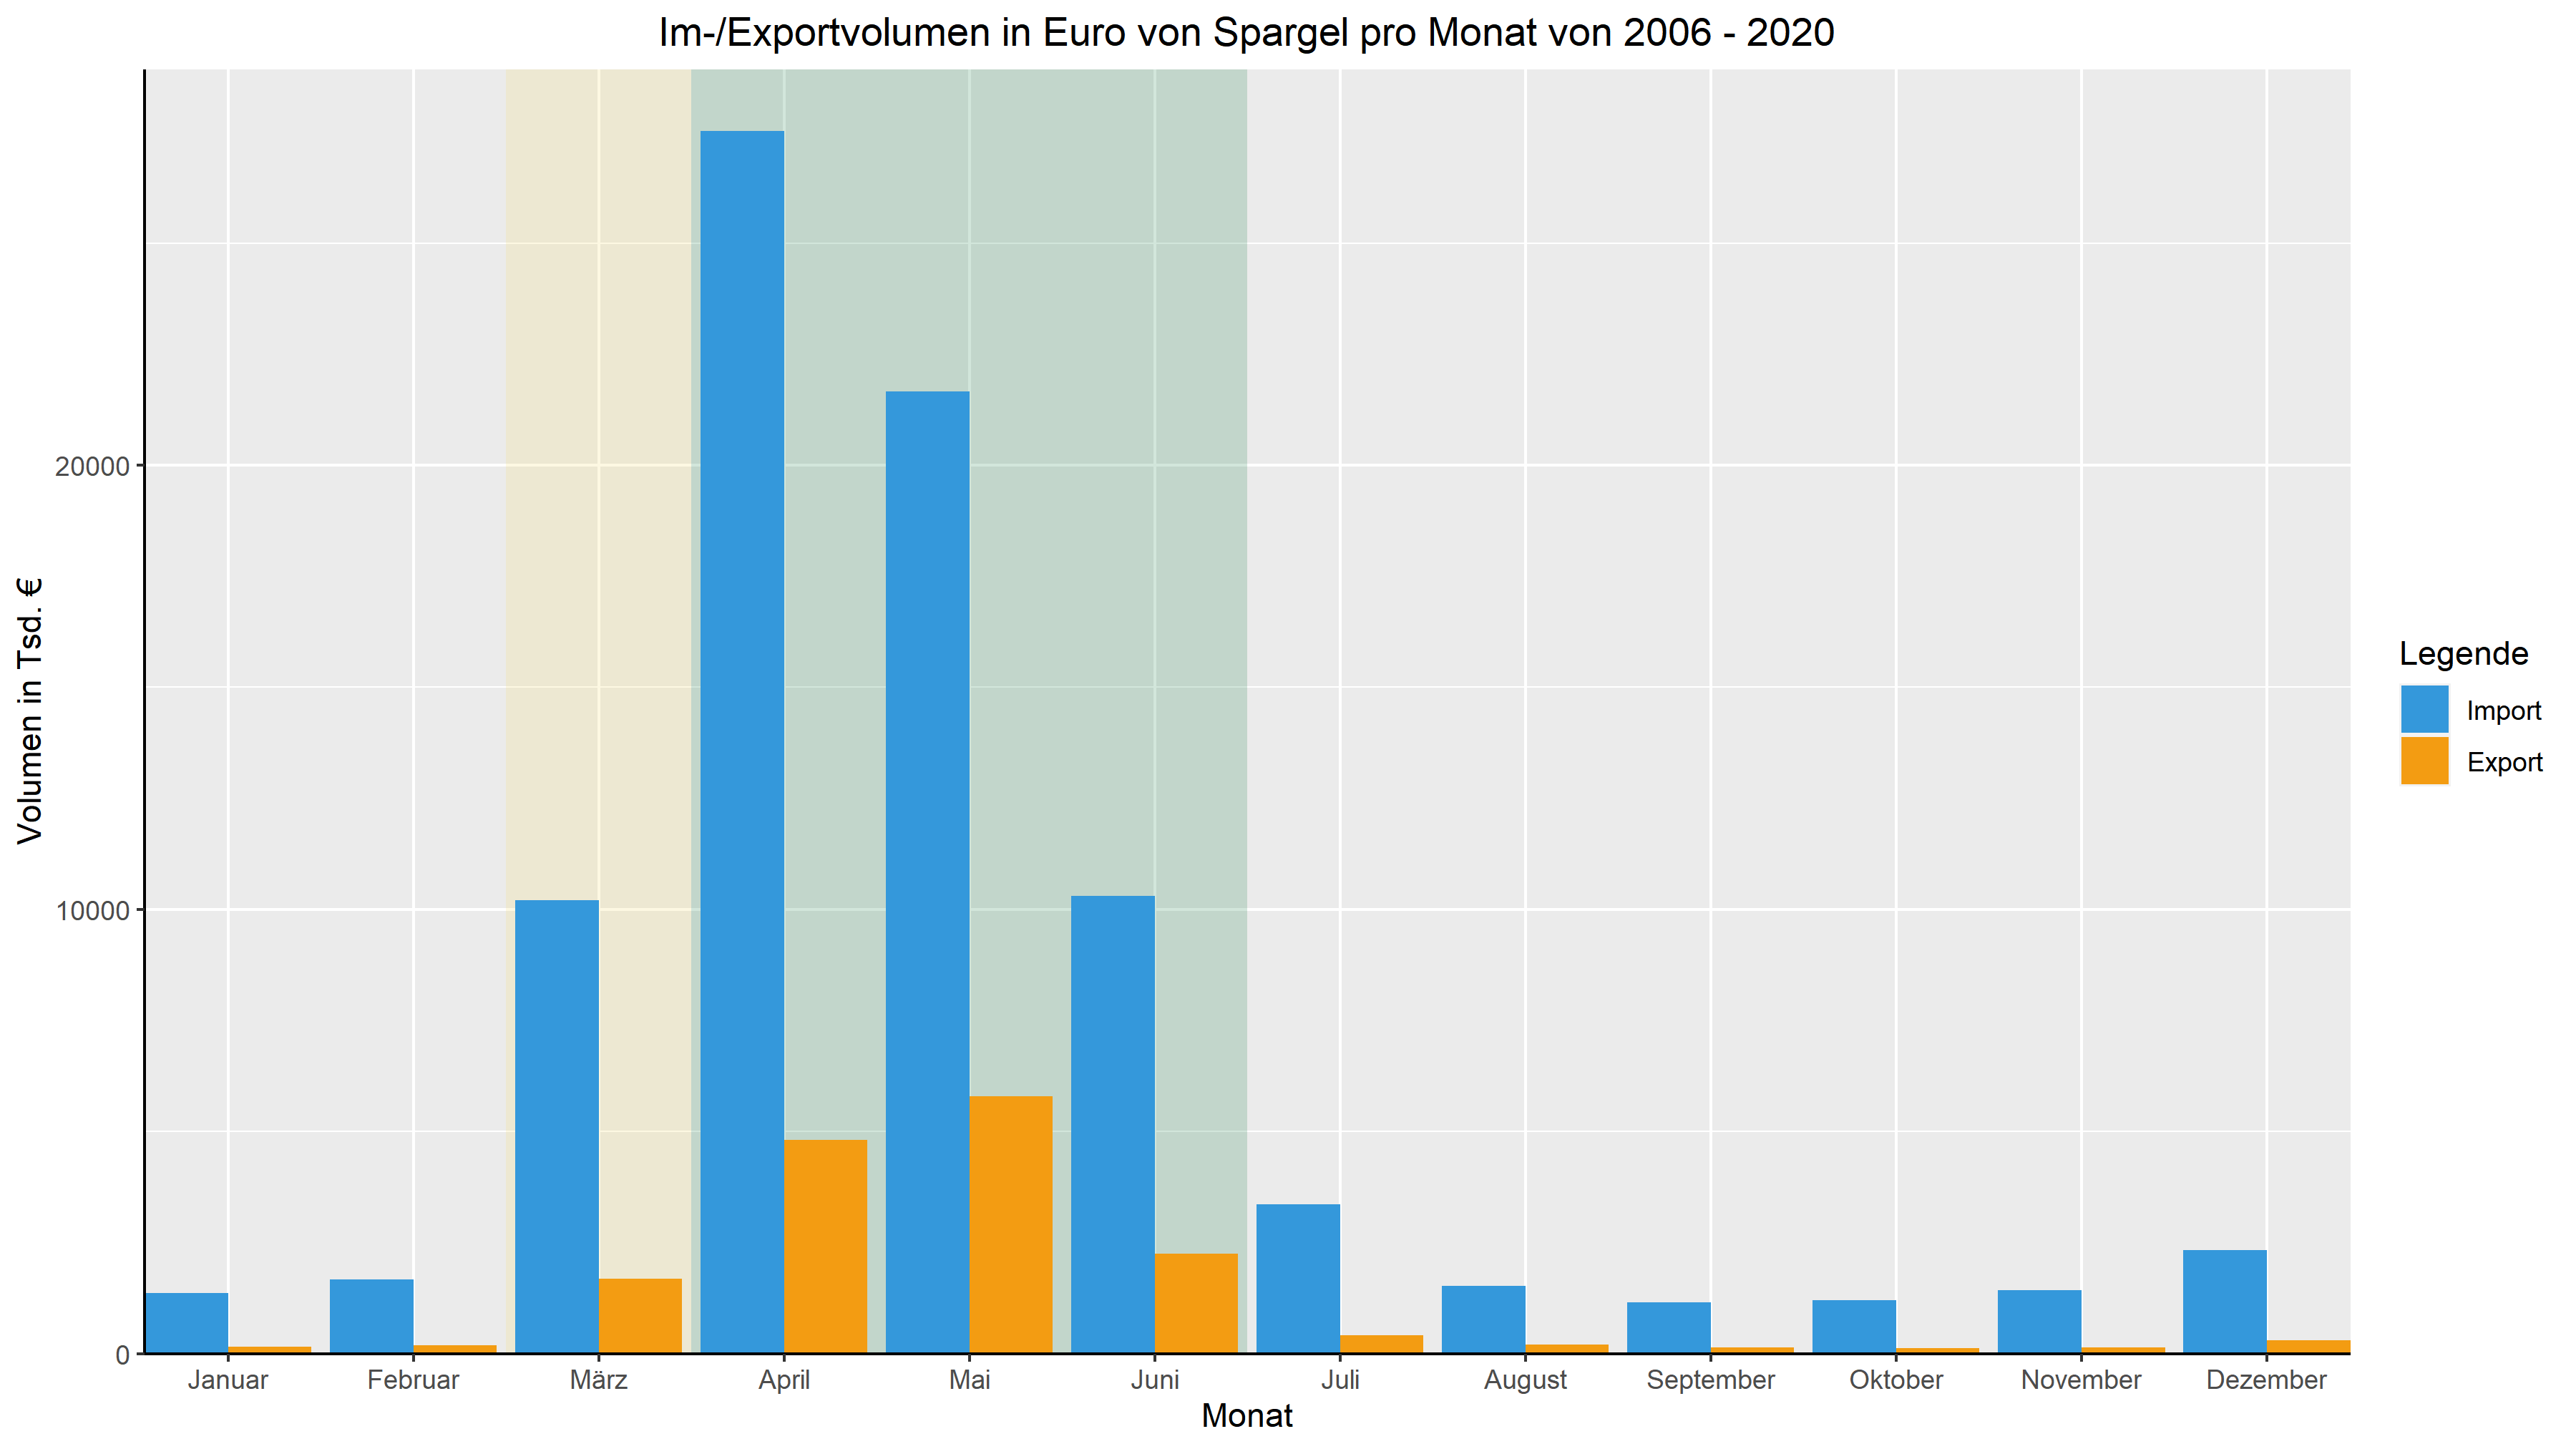 Im-/Exportvolumen in Euro von Spargel pro Monat von 2006 - 2020
Volumen in Tsd. €
20000
10000
0
Januar Februar März April Mai Juni Juli August September Oktober November Dezember
Monat
Legende
Import
Export